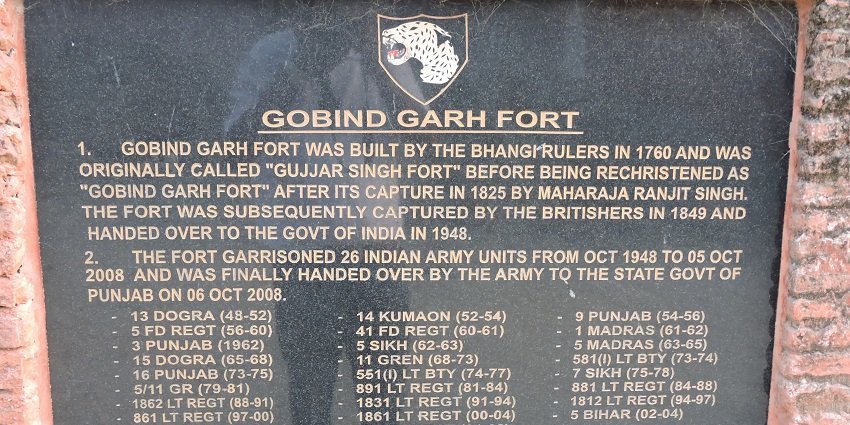 GOBIND GARH FORT
1. GOBIND GARH FORT WAS BUILT BY THE BHANGI RULERS IN 1760 AND WAS
ORIGINALLY CALLED "GUJJAR SINGH FORT" BEFORE BEING RECHRISTENED AS
"GOBIND GARH FORT" AFTER ITS CAPTURE IN 1825 BY MAHARAJA RANJIT SINGH.
THE FORT WAS SUBSEQUENTLY CAPTURED BY THE BRITISHERS IN 1849 AND
HANDED OVER TO THE GOVT OF INDIA IN 1948.
2. THE FORT GARRISONED 26 INDIAN ARMY UNITS FROM OCT 1948 TO 05 OCT
2008 AND WAS FINALLY HANDED OVER BY THE ARMY TO THE STATE GOVT OF
PUNJAB ON 06 OCT 2008.
- 13 DOGRA (48-52) - 14 KUMAON (52-54) - 9 PUNJAB (54-56)
- 5 FD REGT (56-60) - 41 FD REGT (60-61) - 1 MADRAS (61-62)
- 3 PUNJAB (1962) - 5 SIKH (62-63) - 5 MADRAS (63-65)
- 15 DOGRA (65-68) - 11 GREN (68-73) - 581(I) LT BTY (73-74)
- 16 PUNJAB (73-75) - 551(I) LT BTY (74-77) - 7 SIKH (75-78)
- 5/11 GR (79-81) - 891 LT REGT (81-84) - 881 LT REGT (84-88)
- 1862 LT REGT (88-91) - 1831 LT REGT (91-94) - 1812 LT REGT (94-97)
- 861 LT REGT (97-00) - 1861 LT REGT (00-04) - 5 BIHAR (02-04)